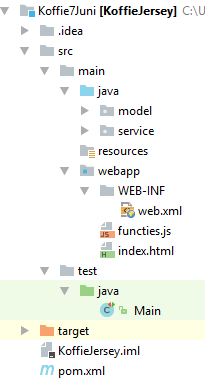 Koffie7Juni [KoffieJersey] C:\U
.idea
src
main
java
model
service
resources
webapp
WEB-INF
web.xml
JS functies.js
H index.html
test
java
C Main
target
KoffieJersey.iml
m pom.xml